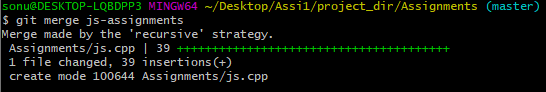 sonu@DESKTOP-LQBDPP3 MINGW64 ~/Desktop/Assi1/project_dir/Assignments (master)
$ git merge js-assignments
Merge made by the 'recursive' strategy.
 Assignments/js.cpp | 39 +++++++++++++++++++++++++++++++++++++++
 1 file changed, 39 insertions(+)
 create mode 100644 Assignments/js.cpp